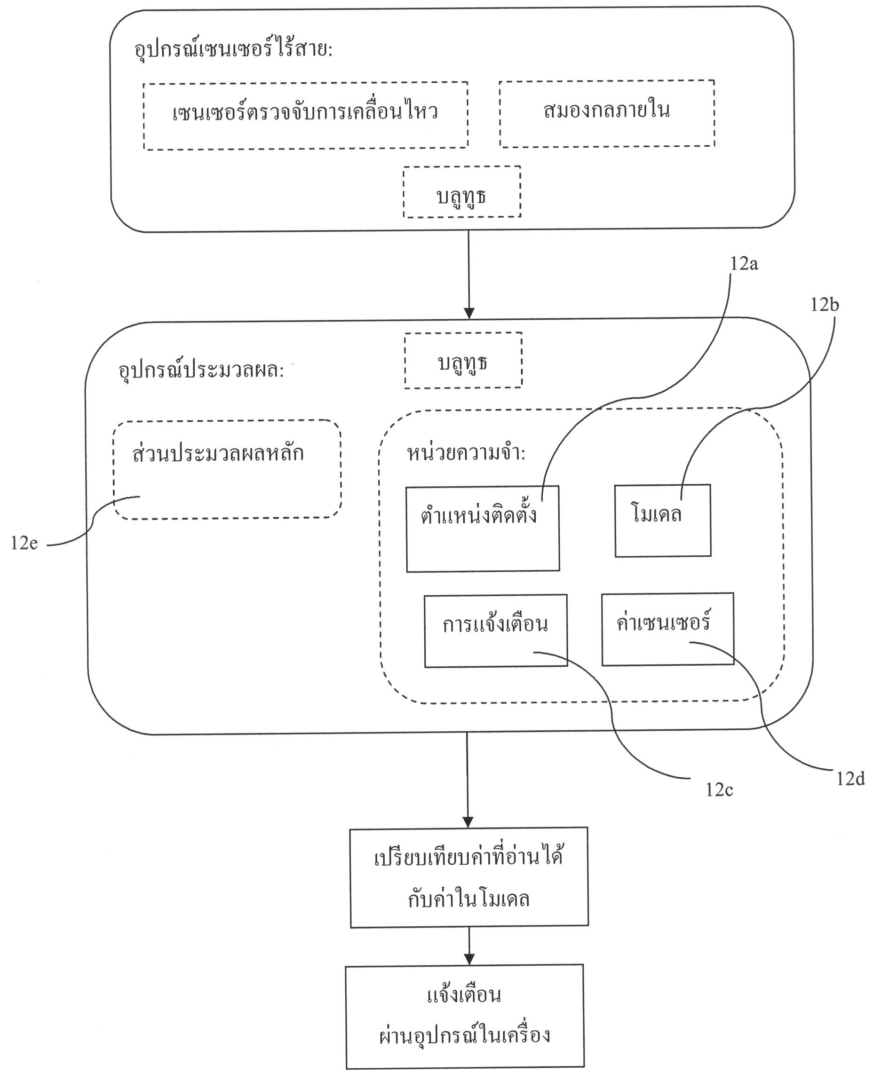 อุปกรณ์เซนเซอร์ไร้สาย:
เซนเซอร์ตรวจจับการเคลื่อนไหว
สมองกลภายใน
บลูทูธ
12a
12b
บลูทูธ
อุปกรณ์ประมวลผล:
ส่วนประมวลผลหลัก
หน่วยความจำ:
ตำแหน่งติดตั้ง
โมเดล
12e
การแจ้งเตือน
ค่าเซนเซอร์
12d
12c
เปรียบเทียบค่าที่อ่านได้
กับค่าในโมเดล
แจ้งเตือน
ผ่านอุปกรณ์ในเครื่อง